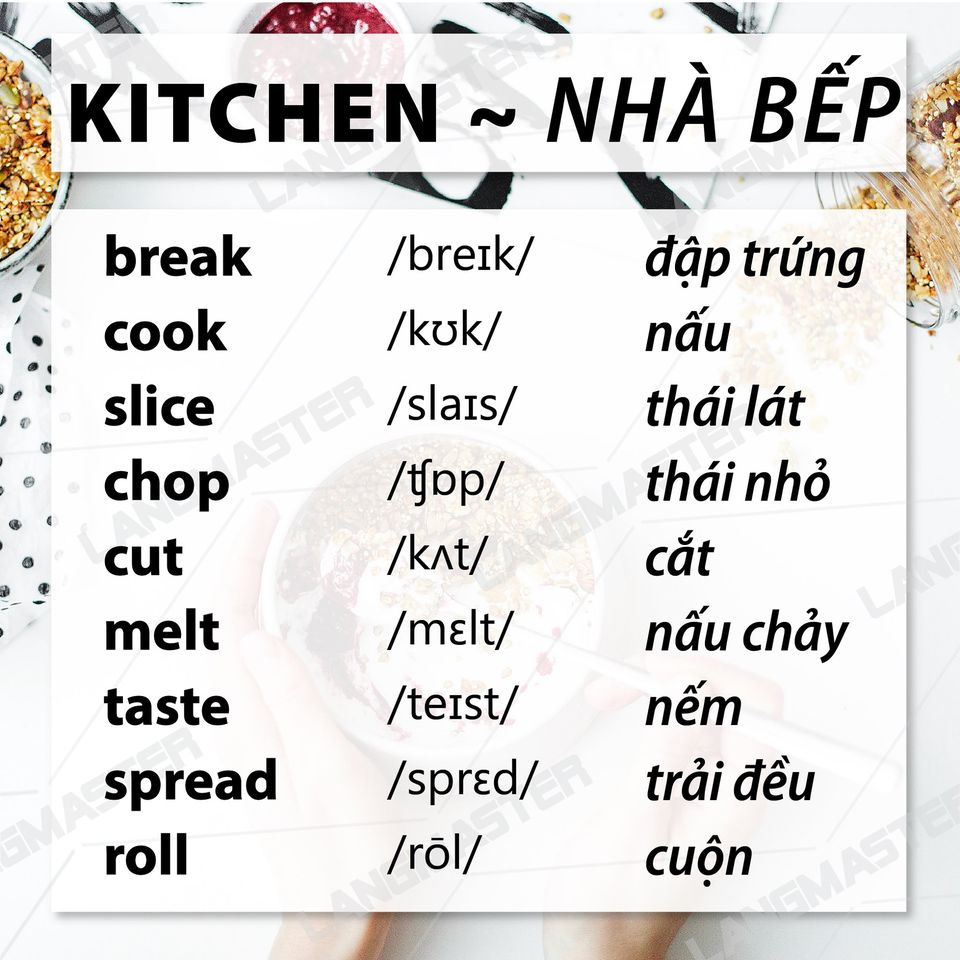 KITCHEN ~ NHÀ BẾP
break /breɪk/ đập trứng
cook /kʊk/ nấu
slice /slaɪs/ thái lát
chop /ʧɒp/ thái nhỏ
cut /kʌt/ cắt
melt /mɛlt/ nấu chảy
taste /teɪst/ nếm
spread /sprɛd/ trải đều
roll /rōl/ cuộn
LANGMASTER